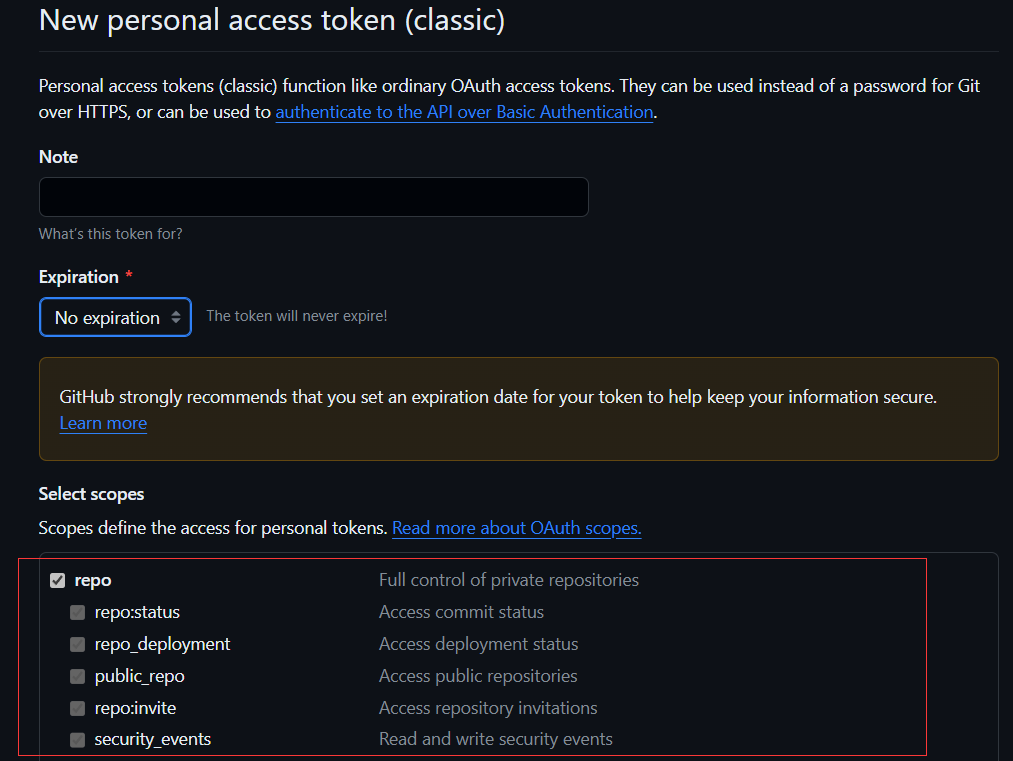 New personal access token (classic)
Personal access tokens (classic) function like ordinary OAuth access tokens. They can be used instead of a password for Git
over HTTPS, or can be used to authenticate to the API over Basic Authentication.
Note
What's this token for?
Expiration *
No expiration The token will never expire!
GitHub strongly recommends that you set an expiration date for your token to help keep your information secure.
Learn more
Select scopes
Scopes define the access for personal tokens. Read more about OAuth scopes.
repo Full control of private repositories
repo:status Access commit status
repo_deployment Access deployment status
public_repo Access public repositories
repo:invite Access repository invitations
security_events Read and write security events